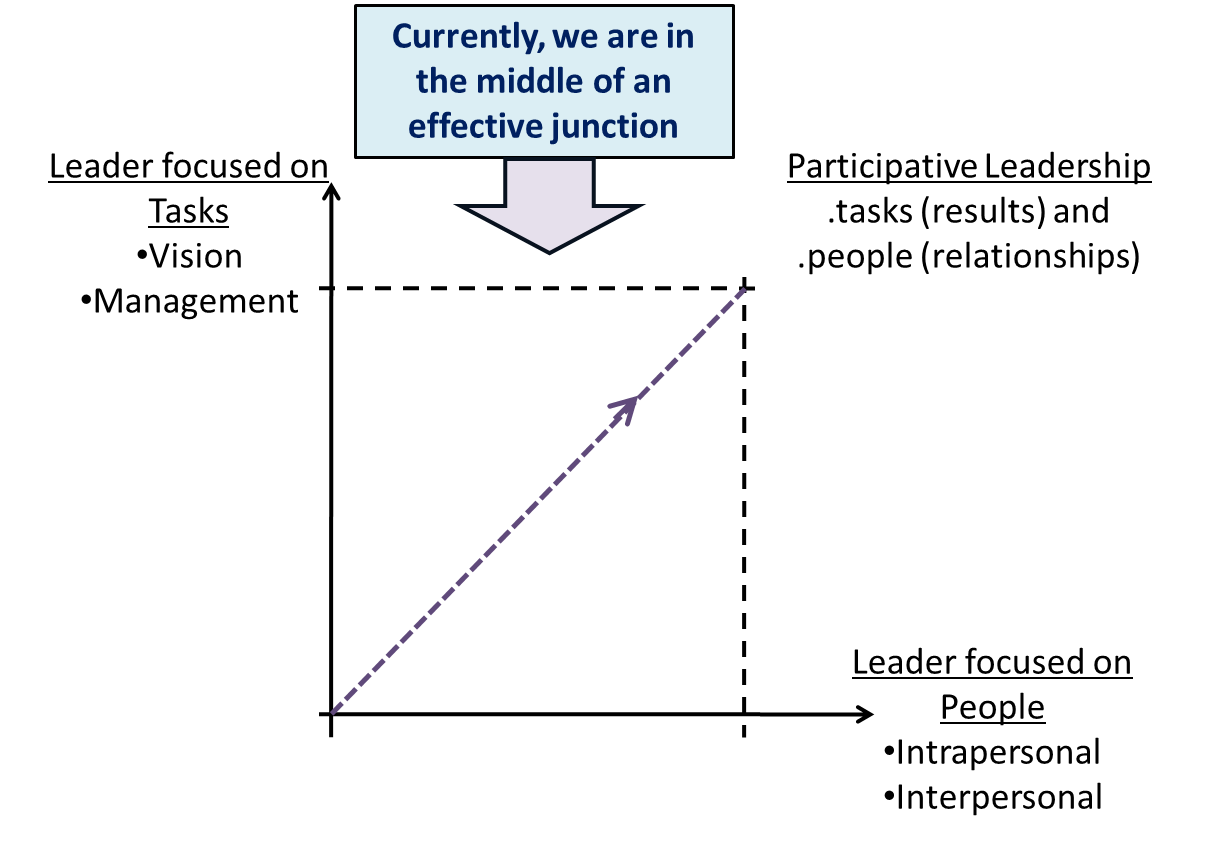 Currently, we are in
the middle of an
effective junction
Leader focused on
Tasks
•Vision
•Management
Participative Leadership
.tasks (results) and
.people (relationships)
Leader focused on
People
•Intrapersonal
•Interpersonal